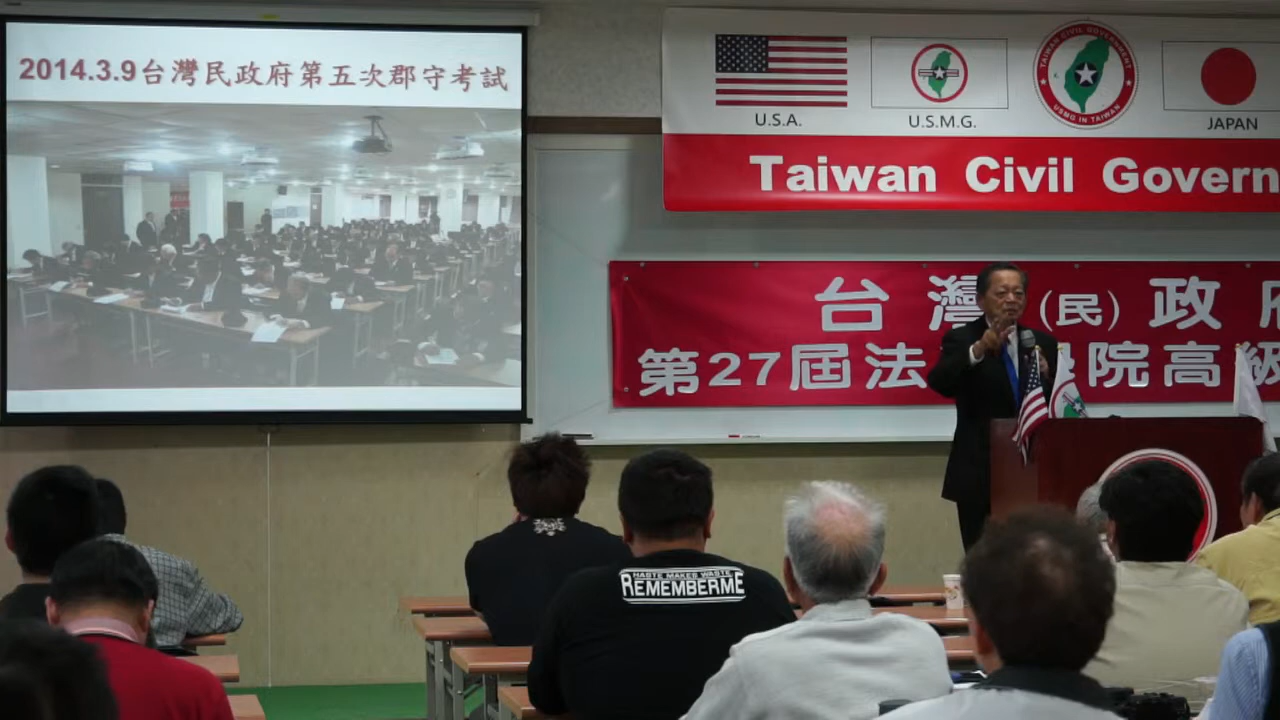 2014.3.9台灣民政府第五次郡守考試
U.S.A.
U.S.M.G.
TAIWAN CIVIL GOVERNMENT
USMG IN TAIWAN
JAPAN
Taiwan Civil Govern
台灣(民)政府
第27屆法 學院高級
HASTE MAKES WASTE
REMEMBERME